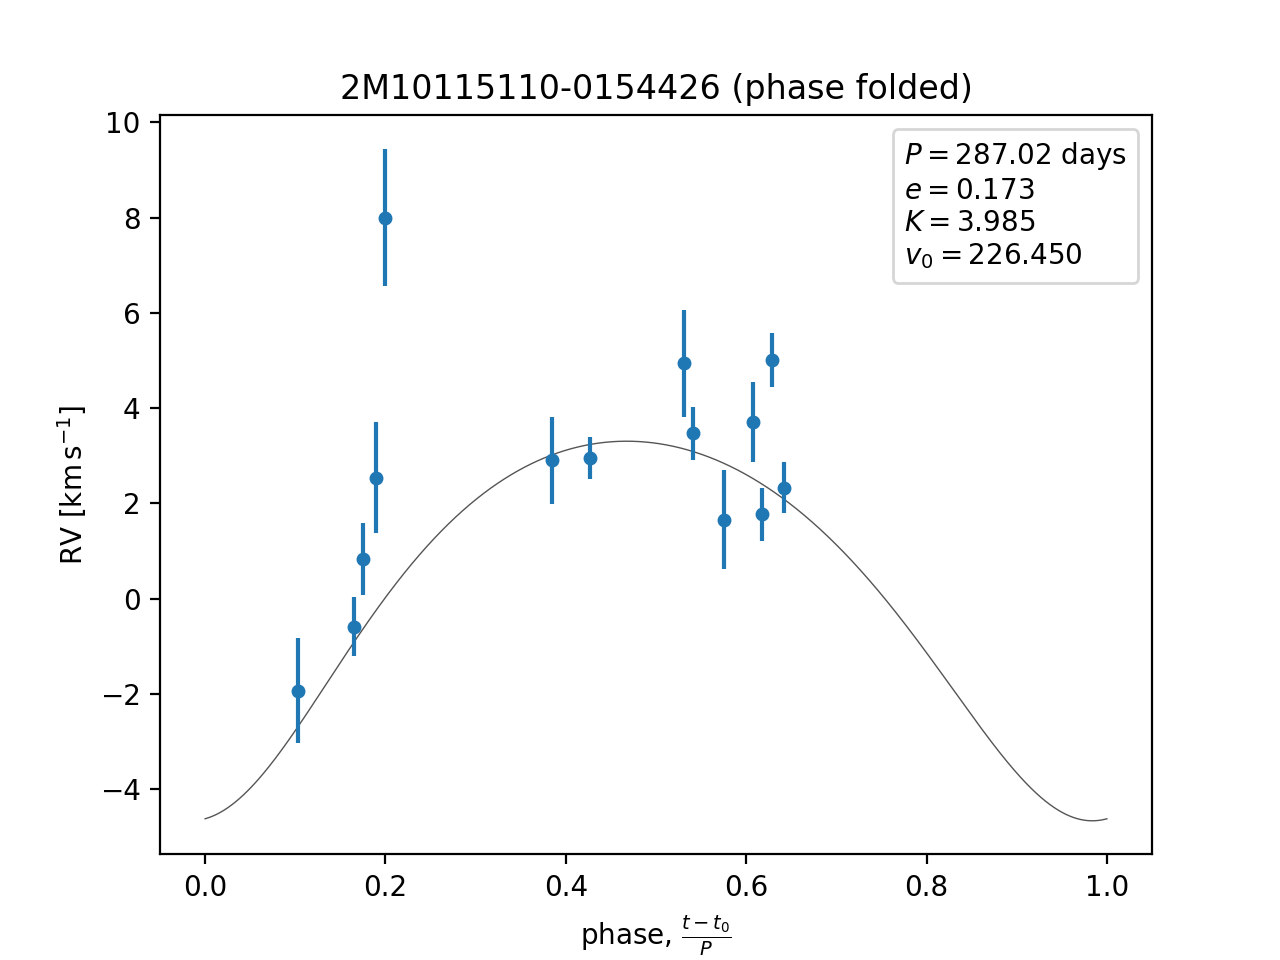 2M10115110-0154426 (phase folded)
P = 287.02 days
e = 0.173
K = 3.985
v₀ = 226.450
10
8
6
4
2
0
−2
−4
RV [km s⁻¹]
0.0 0.2 0.4 0.6 0.8 1.0
phase, (t − t₀)/P